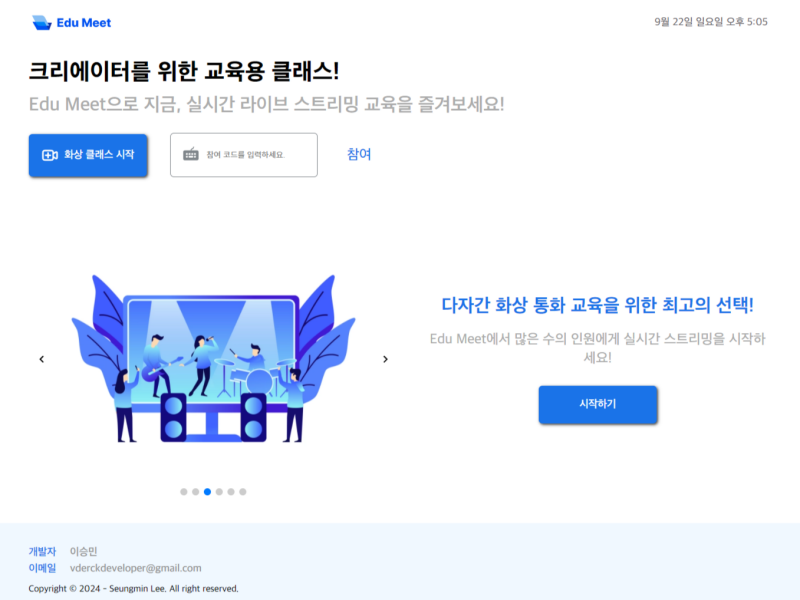 Edu Meet
9월 22일 일요일 오후 5:05
크리에이터를 위한 교육용 클래스!
Edu Meet으로 지금, 실시간 라이브 스트리밍 교육을 즐겨보세요!
화상 클래스 시작
참여 코드를 입력하세요
참여
다자간 화상 통화 교육을 위한 최고의 선택!
Edu Meet에서 많은 수의 인원에게 실시간 스트리밍을 시작하
세요!
시작하기
개발자 이승민
이메일 vderckdeveloper@gmail.com
Copyright © 2024 - Seungmin Lee. All right reserved.